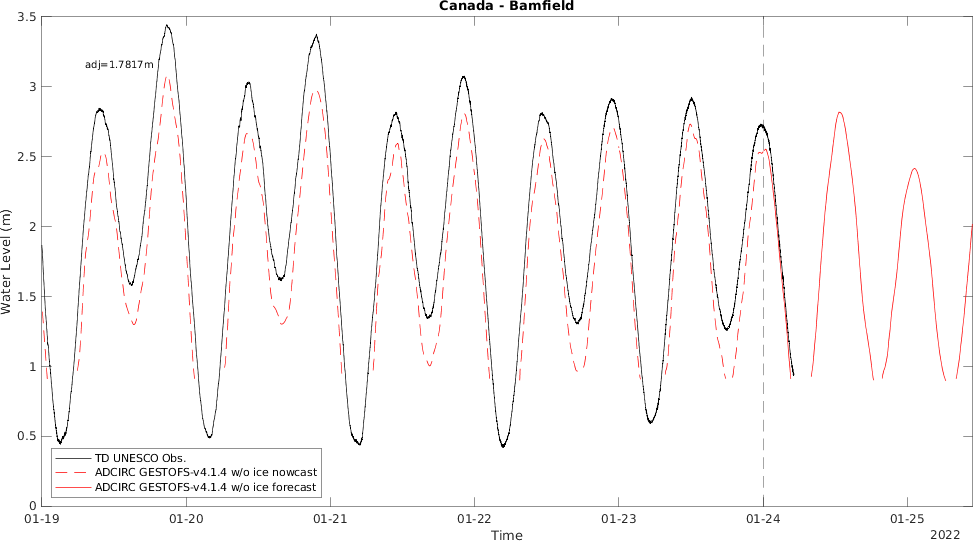 Canada - Bamfield
3.5
adj=1.7817m
3
2.5
2
1.5
1
0.5
0
Water Level (m)
TD UNESCO Obs.
ADCIRC GESTOFS-v4.1.4 w/o ice nowcast
ADCIRC GESTOFS-v4.1.4 w/o ice forecast
01-19 01-20 01-21 01-22 01-23 01-24 01-25
Time
2022